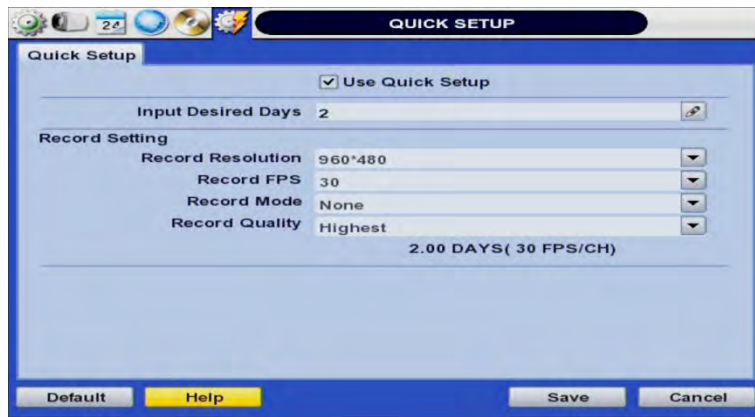 24
QUICK SETUP
Quick Setup
Use Quick Setup
Input Desired Days 2
Record Setting
Record Resolution 960*480
Record FPS 30
Record Mode None
Record Quality Highest
2.00 DAYS( 30 FPS/CH)
Default Help Save Cancel